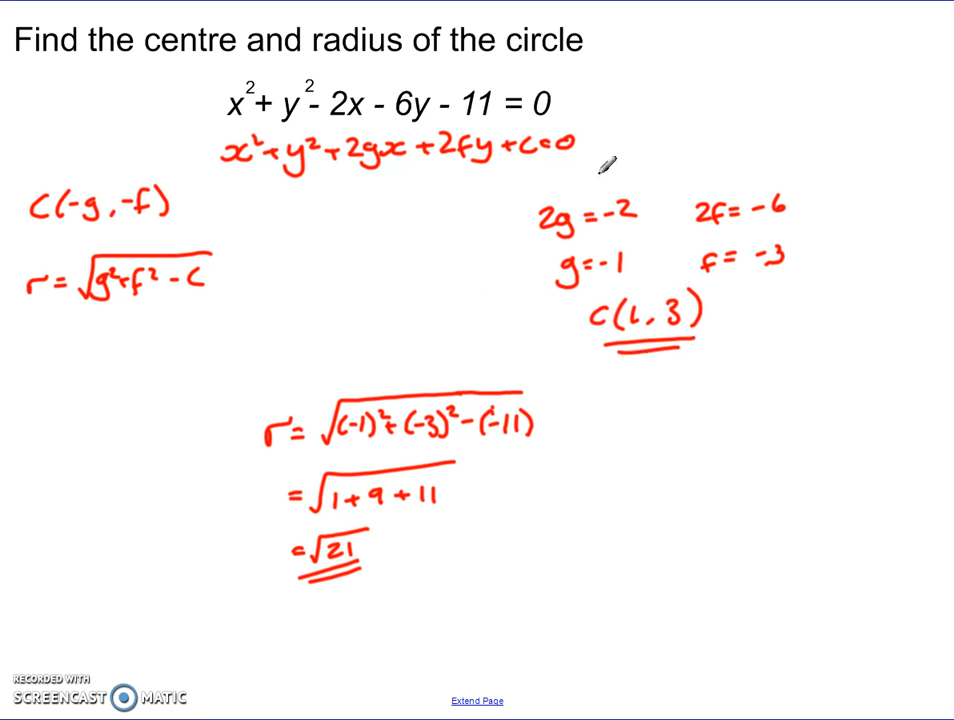 Find the centre and radius of the circle
x² + y² - 2x - 6y - 11 = 0
x² + y² + 2gx + 2fy + c = 0
C(-g, -f)
r = √(g² + f² - c)
2g = -2 2f = -6
g = -1 f = -3
C(1, 3)
r = √((-1)² + (-3)² - (-11))
= √(1 + 9 + 11)
= √21
RECORDED WITH
SCREENCAST MATIC
Extend Page